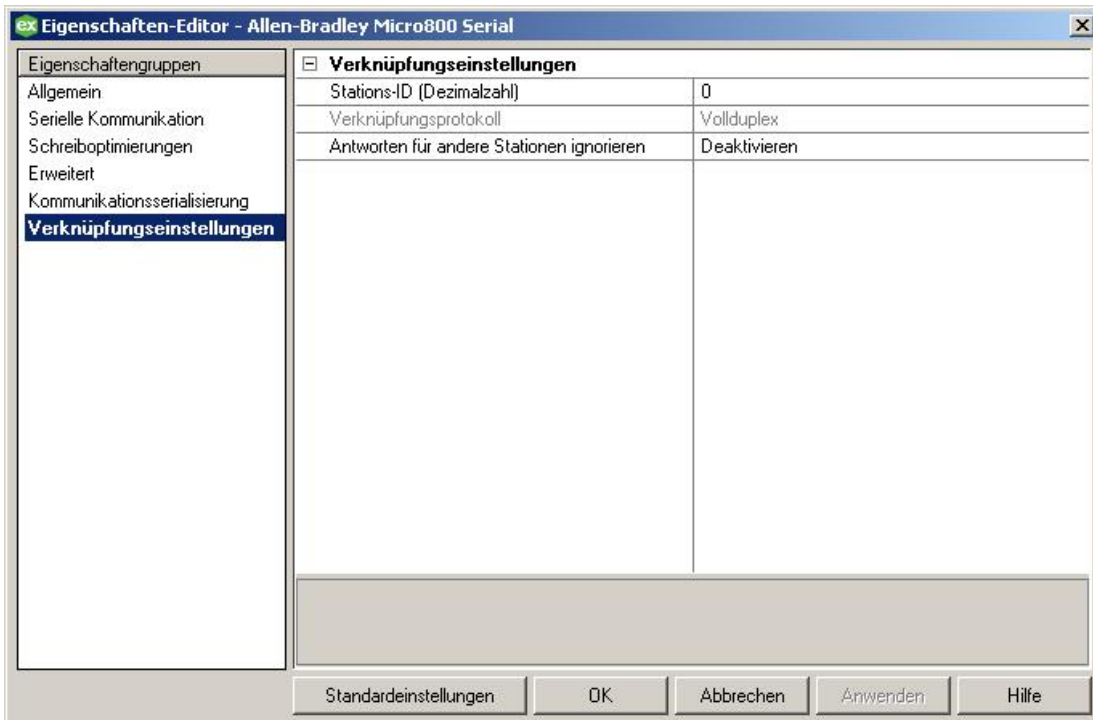 ex Eigenschaften-Editor - Allen-Bradley Micro800 Serial
Eigenschaftengruppen
Allgemein
Serielle Kommunikation
Schreiboptimierungen
Erweitert
Kommunikationsserialisierung
Verknüpfungseinstellungen
Verknüpfungseinstellungen
Stations-ID (Dezimalzahl) 0
Verknüpfungsprotokoll Vollduplex
Antworten für andere Stationen ignorieren Deaktivieren
Standardeinstellungen OK Abbrechen Anwenden Hilfe